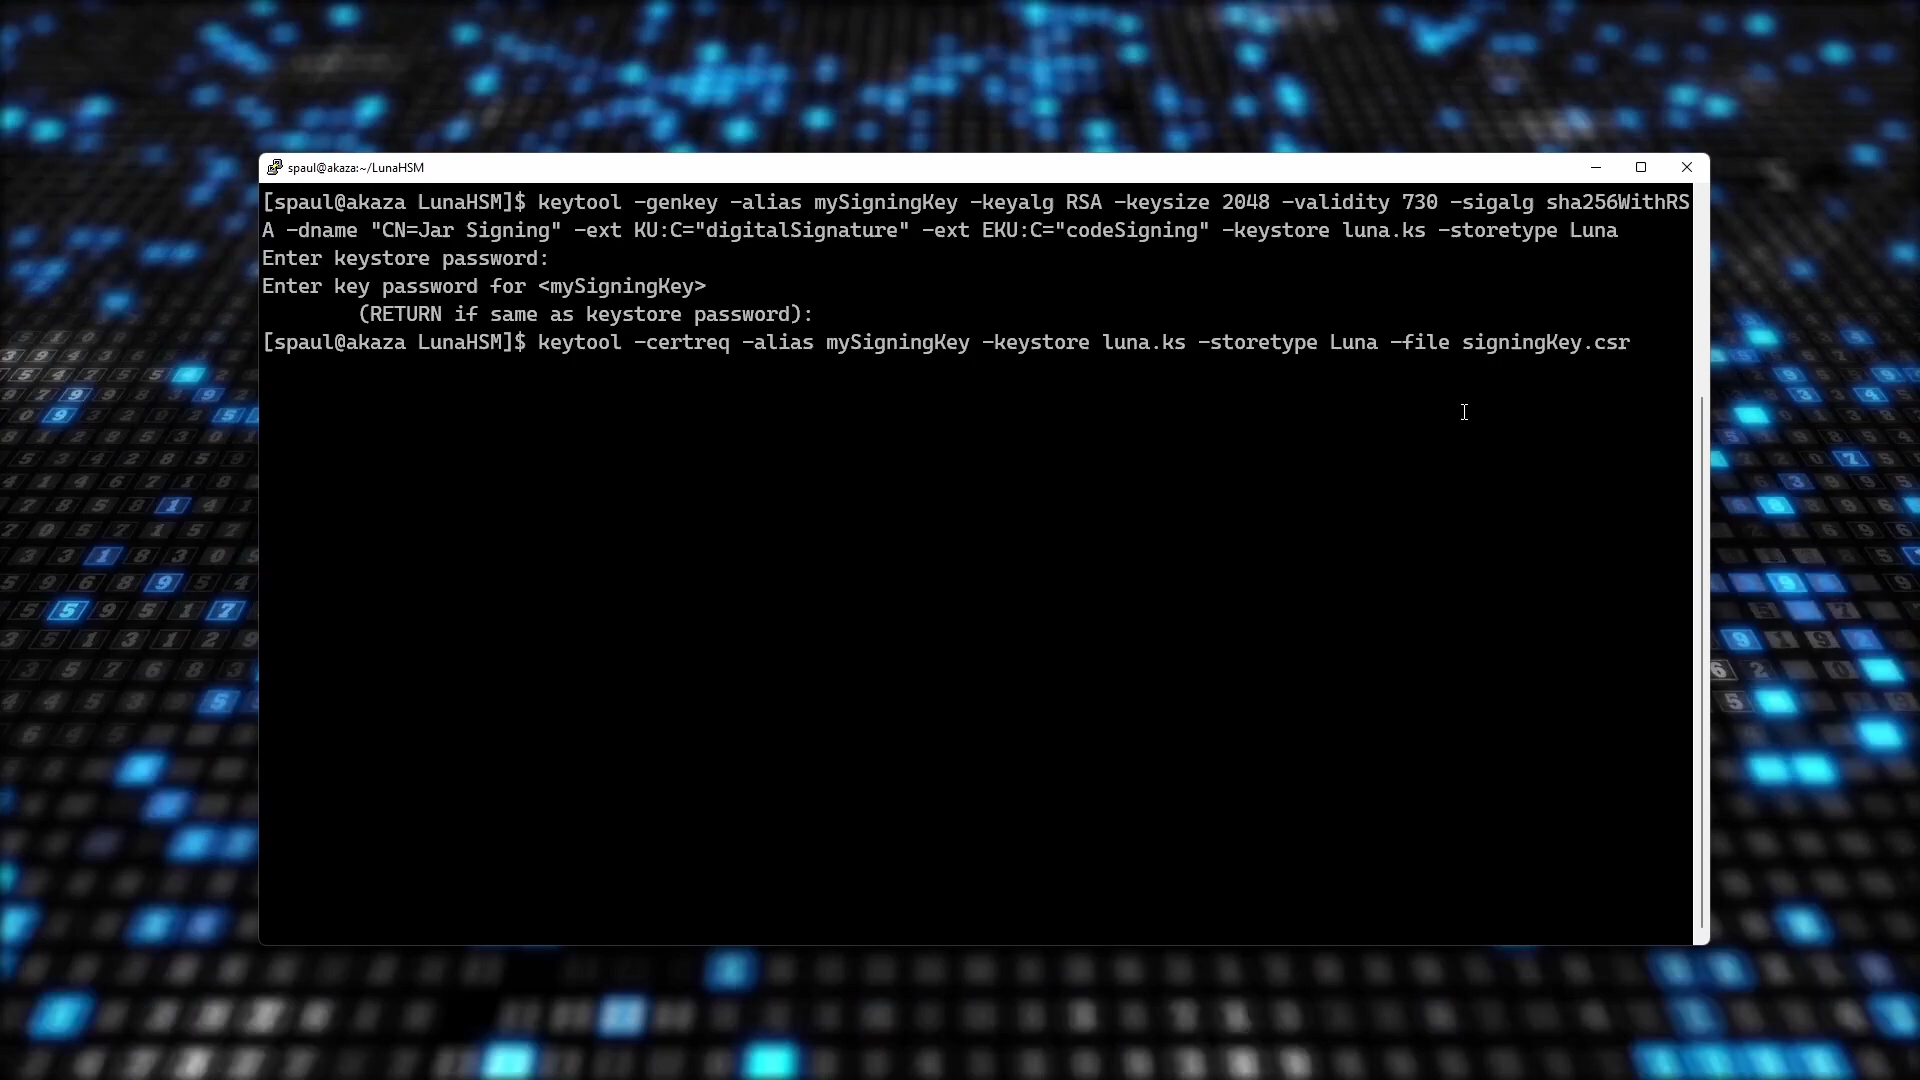 spaul@akaza:~/LunaHSM
[spaul@akaza LunaHSM]$ keytool -genkey -alias mySigningKey -keyalg RSA -keysize 2048 -validity 730 -sigalg sha256WithRS
A -dname "CN=Jar Signing" -ext KU:C="digitalSignature" -ext EKU:C="codeSigning" -keystore luna.ks -storetype Luna
Enter keystore password:
Enter key password for <mySigningKey>
        (RETURN if same as keystore password):
[spaul@akaza LunaHSM]$ keytool -certreq -alias mySigningKey -keystore luna.ks -storetype Luna -file signingKey.csr